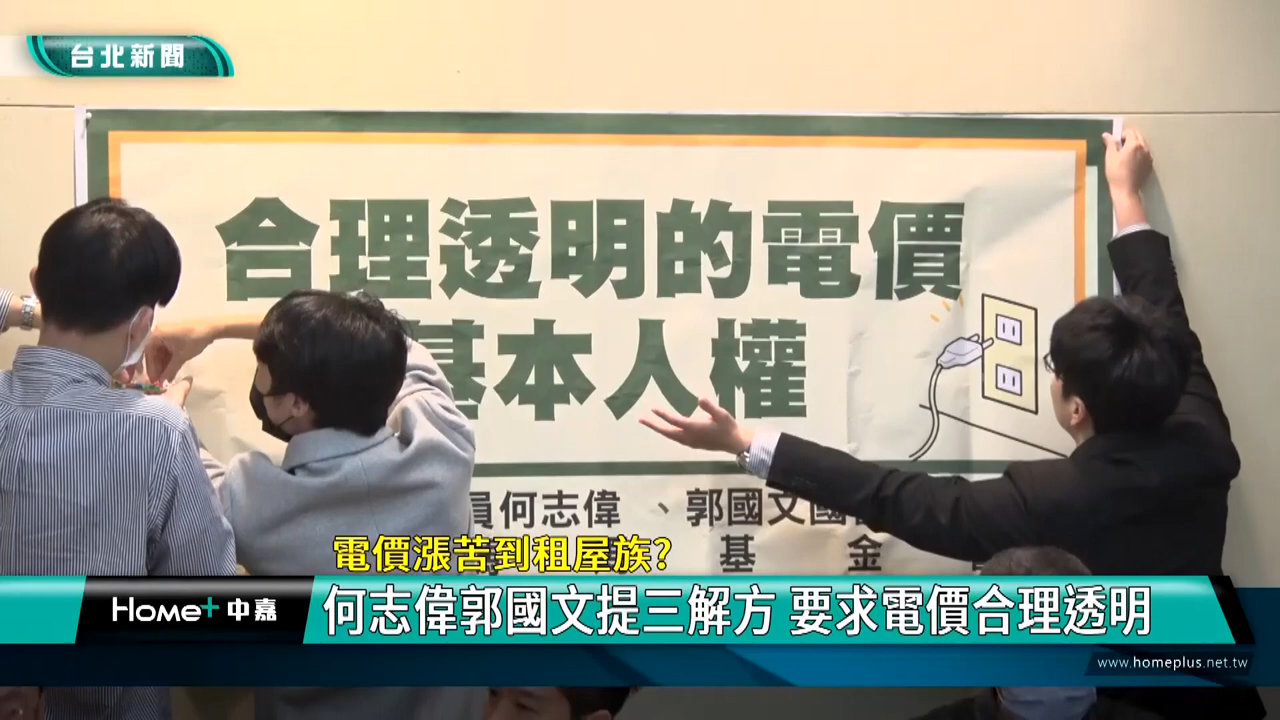 台北新聞
合理透明的電價
基本人權
員何志偉、郭國文國
基 金
電價漲苦到租屋族?
Home+中嘉
何志偉郭國文提三解方 要求電價合理透明
www.homeplus.net.tw